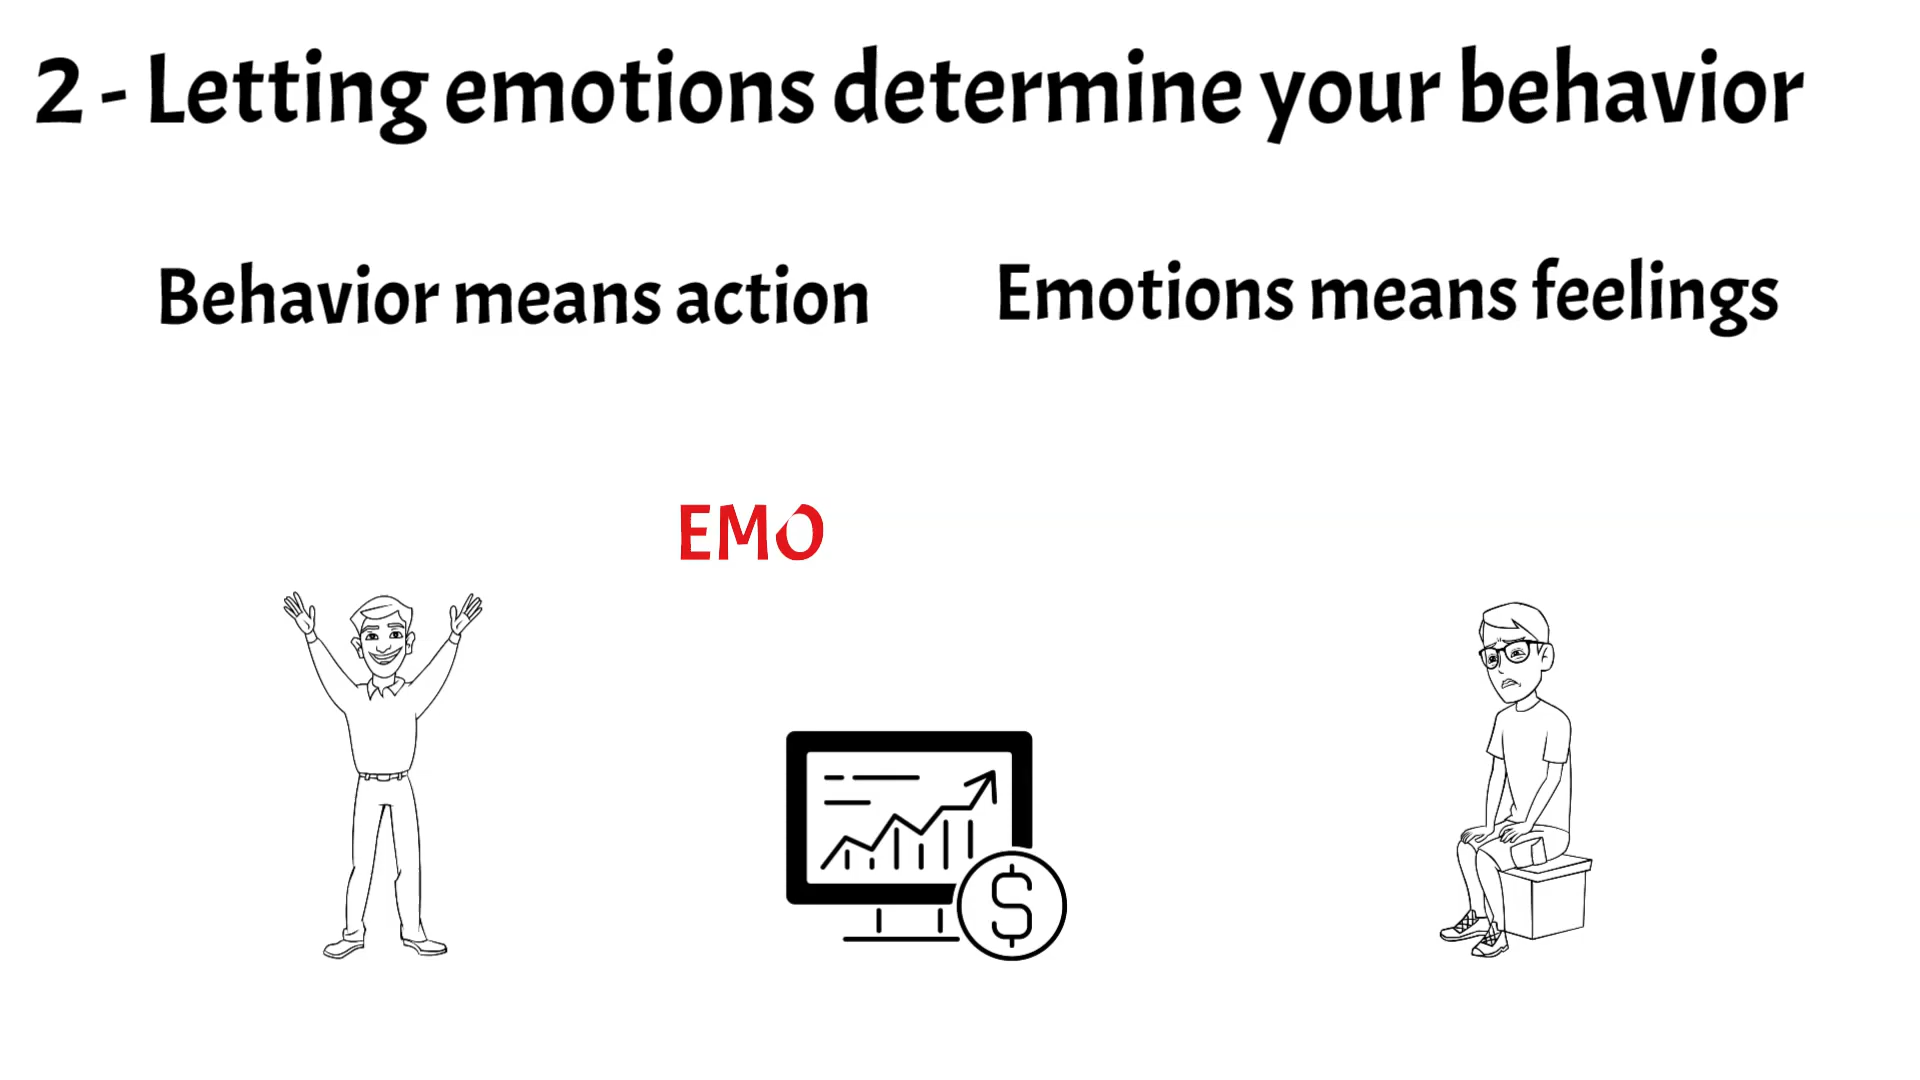 2 - Letting emotions determine your behavior
Behavior means action
Emotions means feelings
EMO
$